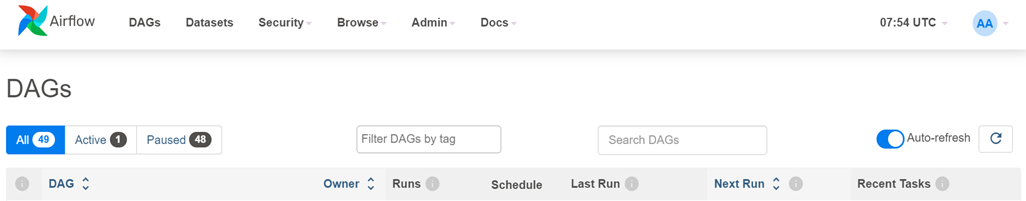 Airflow DAGs Datasets Security Browse Admin Docs 07:54 UTC AA
DAGs
All 49 Active 1 Paused 48 Filter DAGs by tag Search DAGs Auto-refresh
i DAG Owner Runs i Schedule Last Run i Next Run i Recent Tasks i